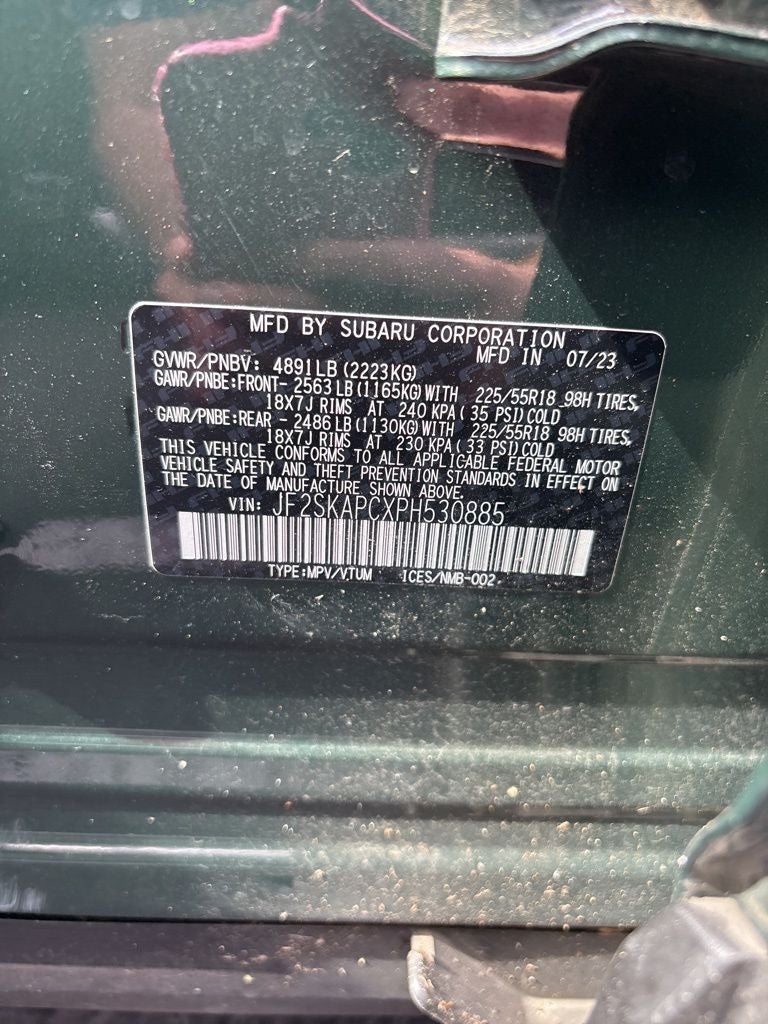 MFD BY SUBARU CORPORATION
GVWR/PNBV: 4891LB(2223KG) MFD IN 07/23
GAWR/PNBE:FRONT- 2563LB(1165KG)WITH 225/55R18 98H TIRES,
18X7J RIMS AT 240 KPA(35 PSI)COLD
GAWR/PNBE:REAR - 2486LB(1130KG)WITH 225/55R18 98H TIRES,
18X7J RIMS AT 230 KPA(33 PSI)COLD
THIS VEHICLE CONFORMS TO ALL APPLICABLE FEDERAL MOTOR
VEHICLE SAFETY AND THEFT PREVENTION STANDARDS IN EFFECT ON
THE DATE OF MANUFACTURE SHOWN ABOVE.
VIN: JF2SKAPCXPH530885
TYPE:MPV/VTUM ICES/NMB-002